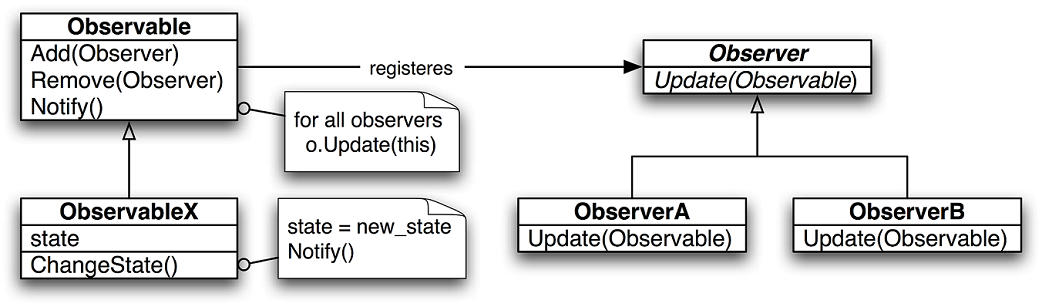 Observable
Add(Observer)
Remove(Observer)
Notify()
registeres
Observer
Update(Observable)
for all observers
o.Update(this)
ObservableX
state
ChangeState()
state = new_state
Notify()
ObserverA
Update(Observable)
ObserverB
Update(Observable)